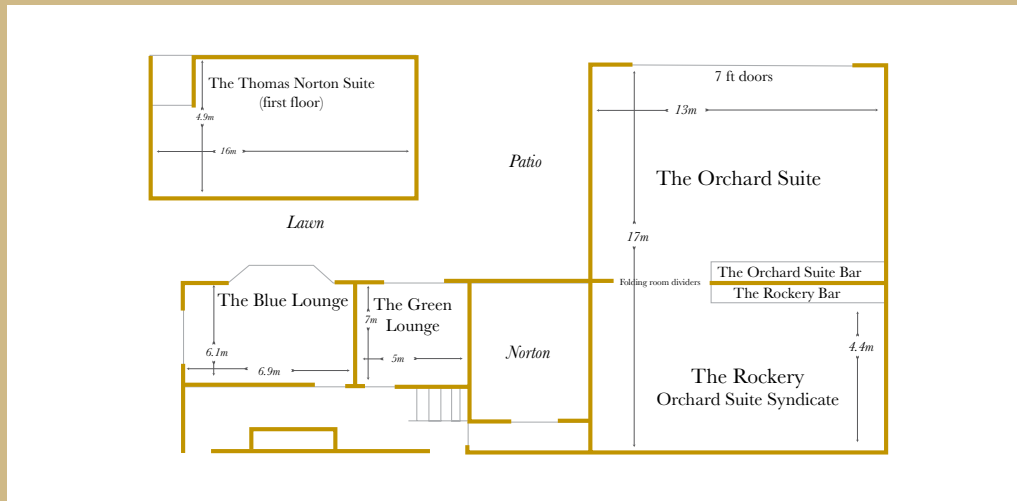 The Thomas Norton Suite
(first floor)
4.9m
16m
7 ft doors
13m
Patio
The Orchard Suite
Lawn
17m
The Orchard Suite Bar
Folding room dividers
The Rockery Bar
The Blue Lounge
The Green
Lounge
7m
6.1m
6.9m
5m
Norton
4.4m
The Rockery
Orchard Suite Syndicate